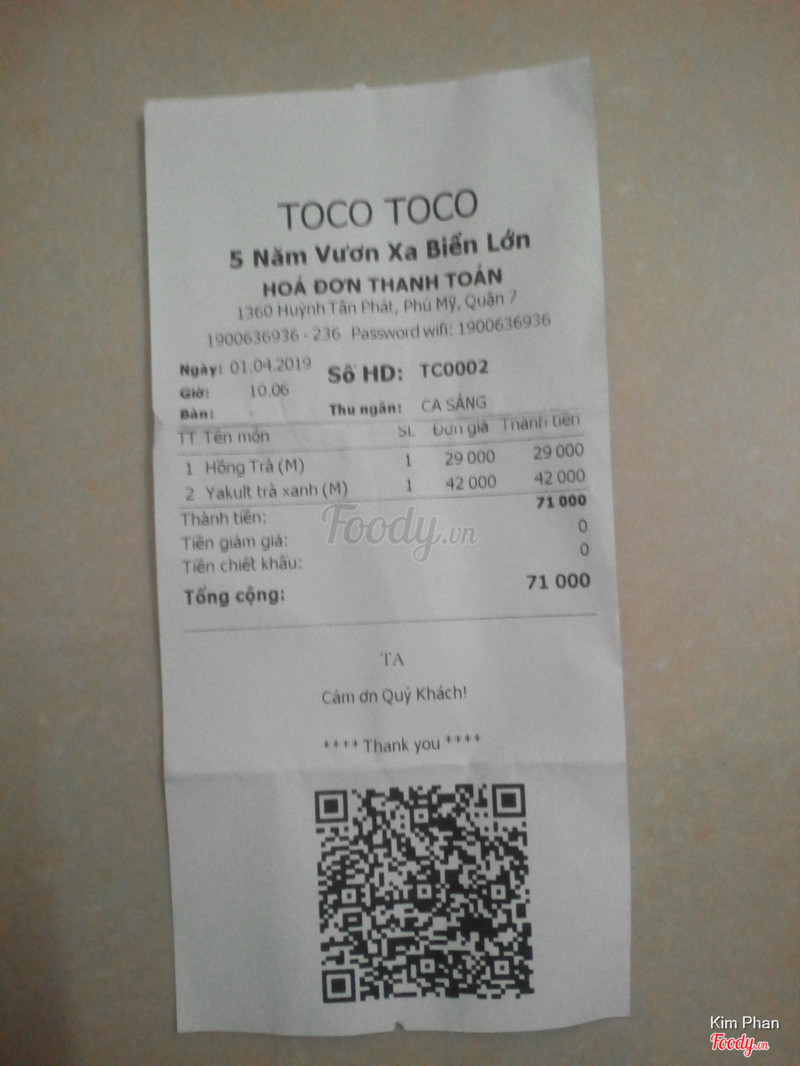 TOCO TOCO
5 Năm Vươn Xa Biển Lớn
HOÁ ĐƠN THANH TOÁN
1360 Huỳnh Tấn Phát, Phú Mỹ, Quận 7
1900636936 - 236 Password wifi: 1900636936
Ngày: 01.04.2019 Số HD: TC0002
Giờ: 10.06
Bàn: Thu ngân: CA SÁNG
TT Tên món SL Đơn giá Thành tiền
1 Hồng Trà (M) 1 29 000 29 000
2 Yakult trà xanh (M) 1 42 000 42 000
Thành tiền: 71 000
Tiền giảm giá: 0
Tiền chiết khấu: 0
Tổng cộng: 71 000
Foody.vn
TA
Cám ơn Quý Khách!
**** Thank you ****
Kim Phan
Foody.vn